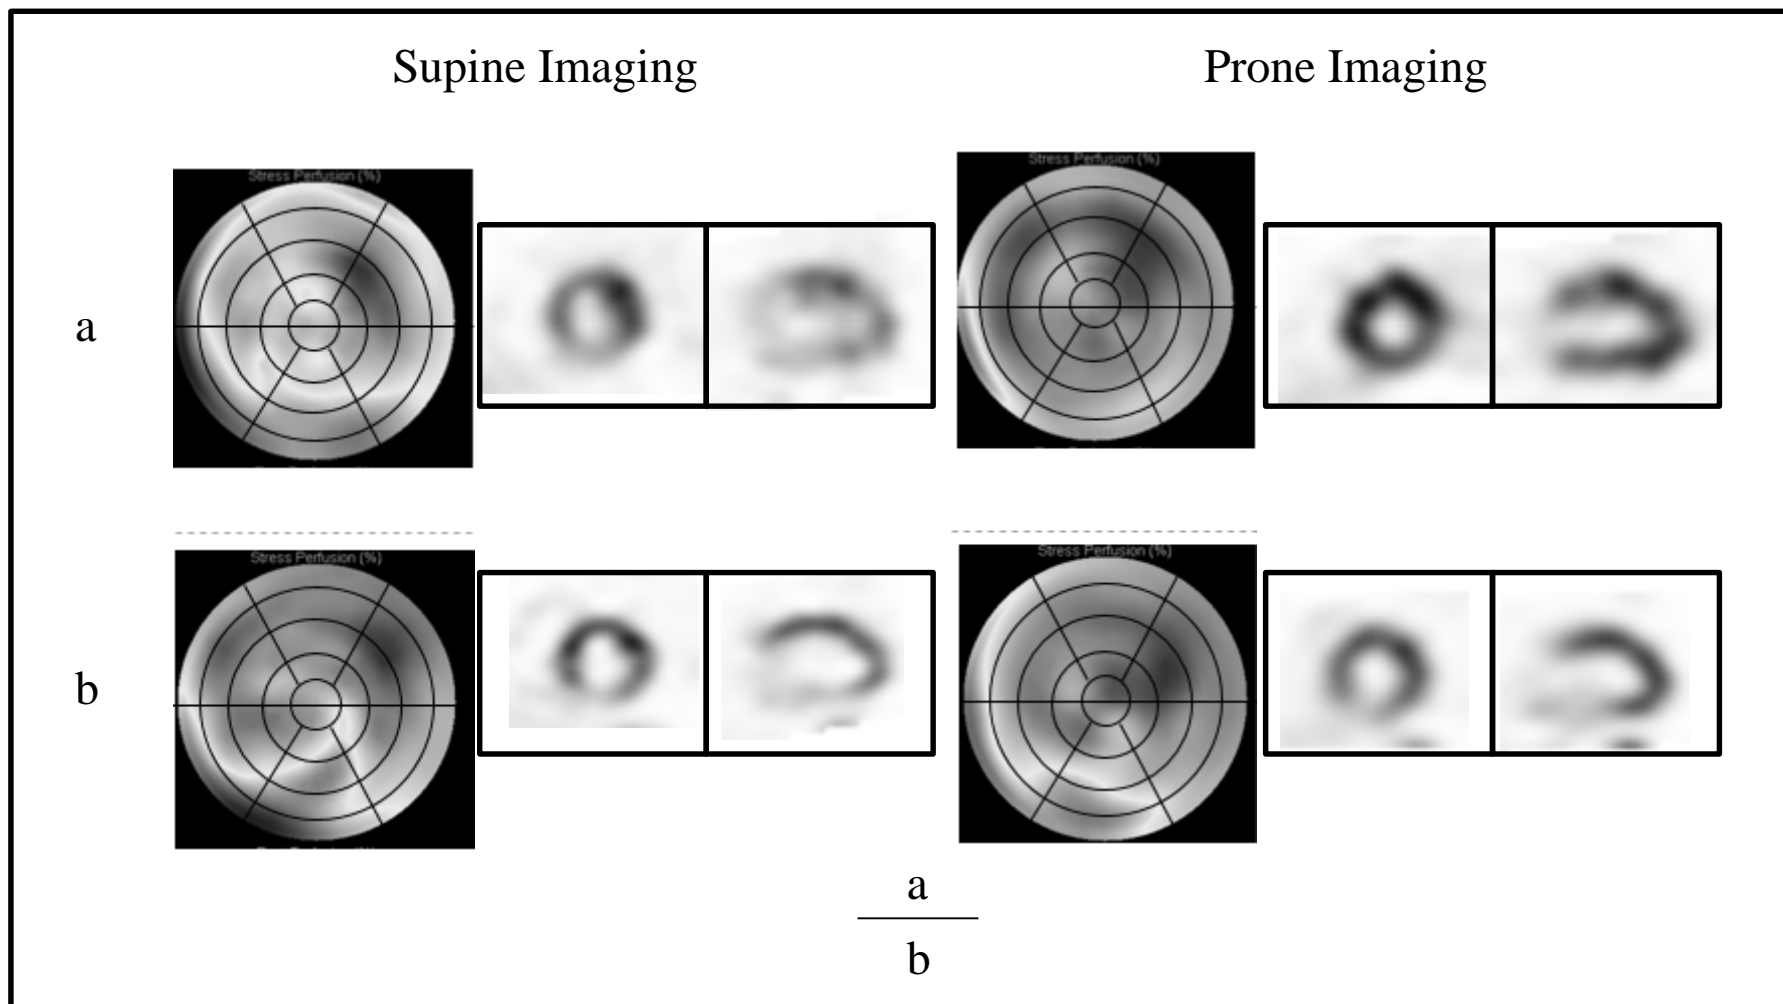 Supine Imaging
Prone Imaging
Stress Perfusion (%)
Stress Perfusion (%)
a
Stress Perfusion (%)
Stress Perfusion (%)
b
a
b